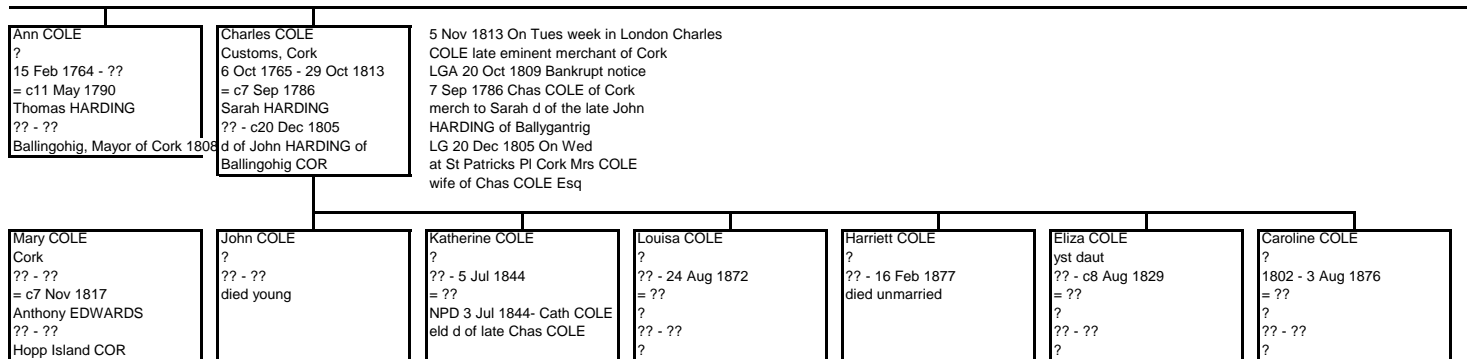 Ann COLE
?
15 Feb 1764 - ??
= c11 May 1790
Thomas HARDING
?? - ??
Ballingohig, Mayor of Cork 1808
Charles COLE
Customs, Cork
6 Oct 1765 - 29 Oct 1813
= c7 Sep 1786
Sarah HARDING
?? - c20 Dec 1805
d of John HARDING of
Ballingohig COR
5 Nov 1813 On Tues week in London Charles
COLE late eminent merchant of Cork
LGA 20 Oct 1809 Bankrupt notice
7 Sep 1786 Chas COLE of Cork
merch to Sarah d of the late John
HARDING of Ballygantrig
LG 20 Dec 1805 On Wed
at St Patricks Pl Cork Mrs COLE
wife of Chas COLE Esq
Mary COLE
Cork
?? - ??
= c7 Nov 1817
Anthony EDWARDS
?? - ??
Hopp Island COR
John COLE
?
?? - ??
died young
Katherine COLE
?
?? - 5 Jul 1844
= ??
NPD 3 Jul 1844- Cath COLE
eld d of late Chas COLE
Louisa COLE
?
?? - 24 Aug 1872
= ??
?
?? - ??
?
Harriett COLE
?
?? - 16 Feb 1877
died unmarried
Eliza COLE
yst daut
?? - c8 Aug 1829
= ??
?
?? - ??
?
Caroline COLE
?
1802 - 3 Aug 1876
= ??
?
?? - ??
?